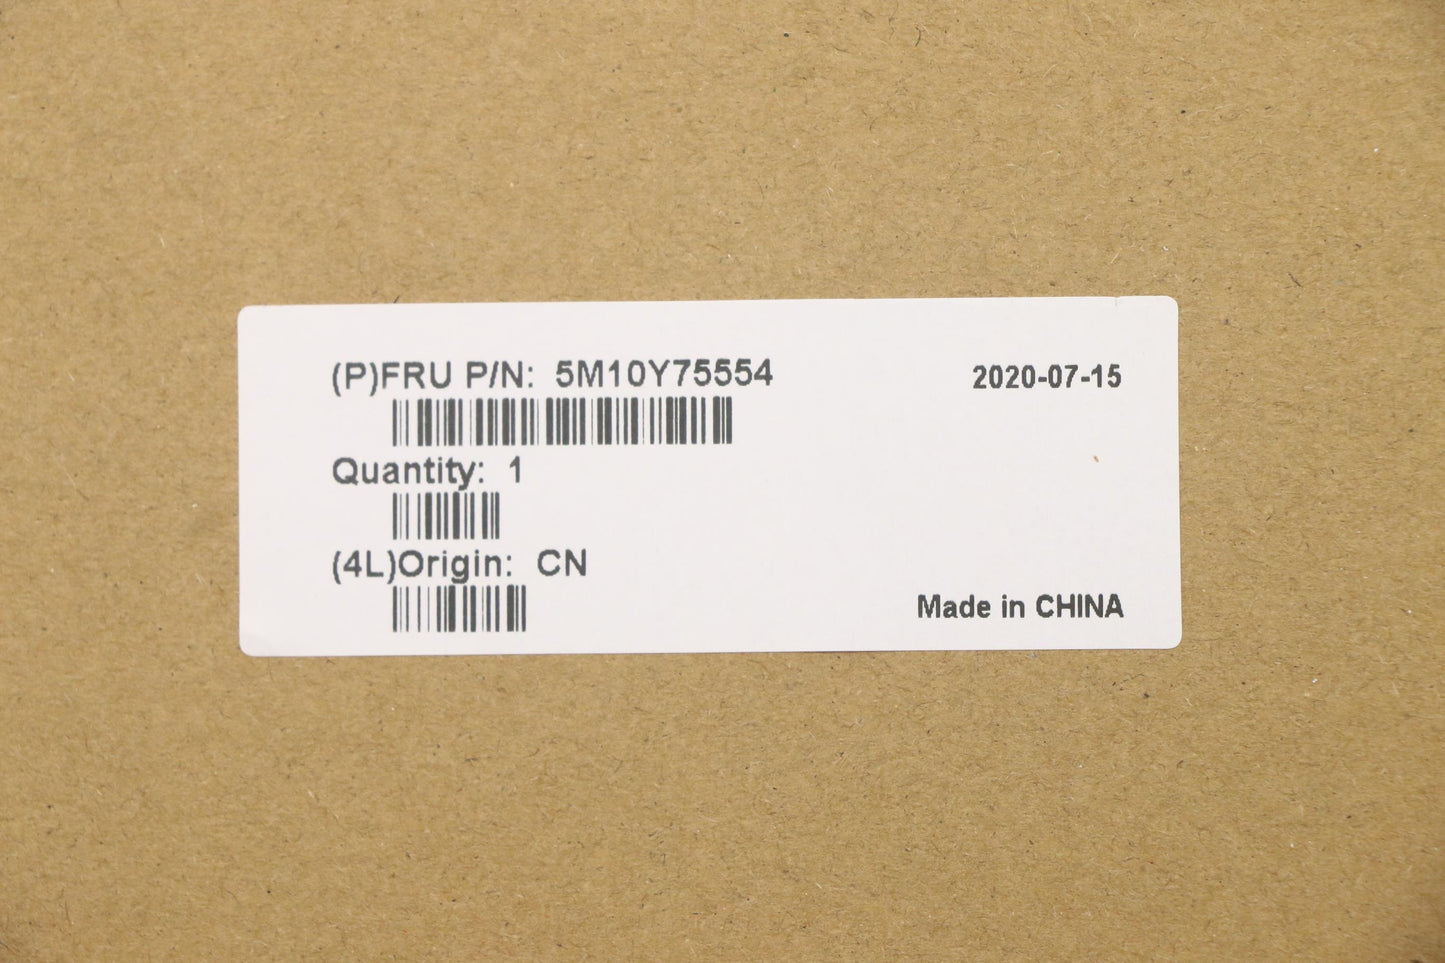 (P)FRU P/N: 5M10Y75554
2020-07-15
Quantity: 1
(4L)Origin: CN
Made in CHINA